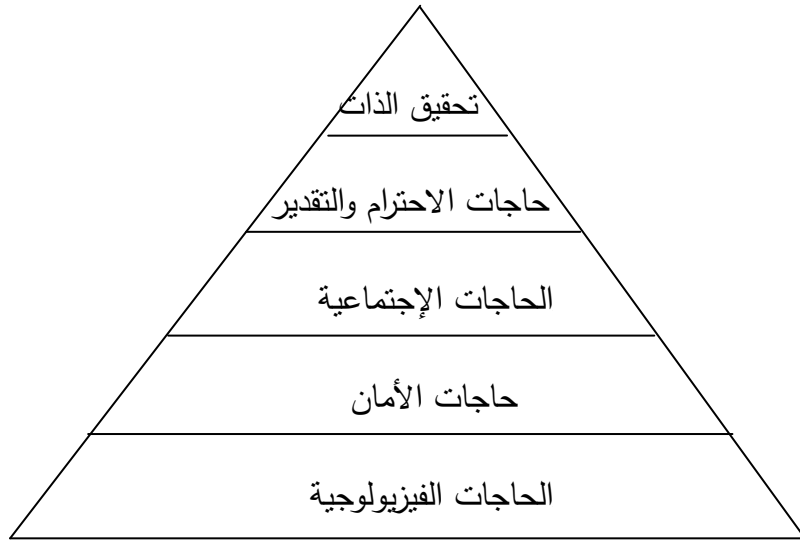 تحقيق الذات
حاجات الاحترام والتقدير
الحاجات الإجتماعية
حاجات الأمان
الحاجات الفيزيولوجية